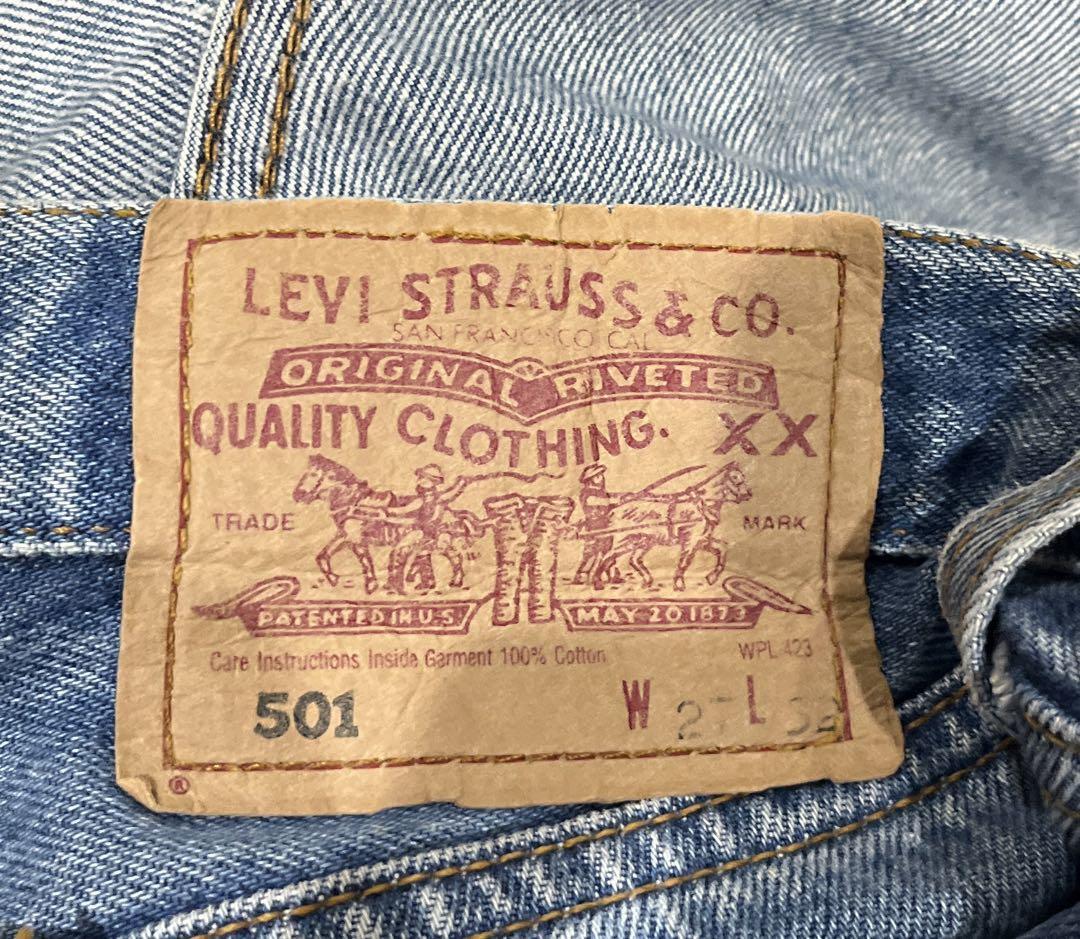 LEVI STRAUSS & CO.
SAN FRANCISCO CAL
ORIGINAL RIVETED
QUALITY CLOTHING. XX
TRADE MARK
PATENTED IN U.S. MAY 20 1873
Care Instructions Inside Garment 100% Cotton WPL 423
501 W L 32
®